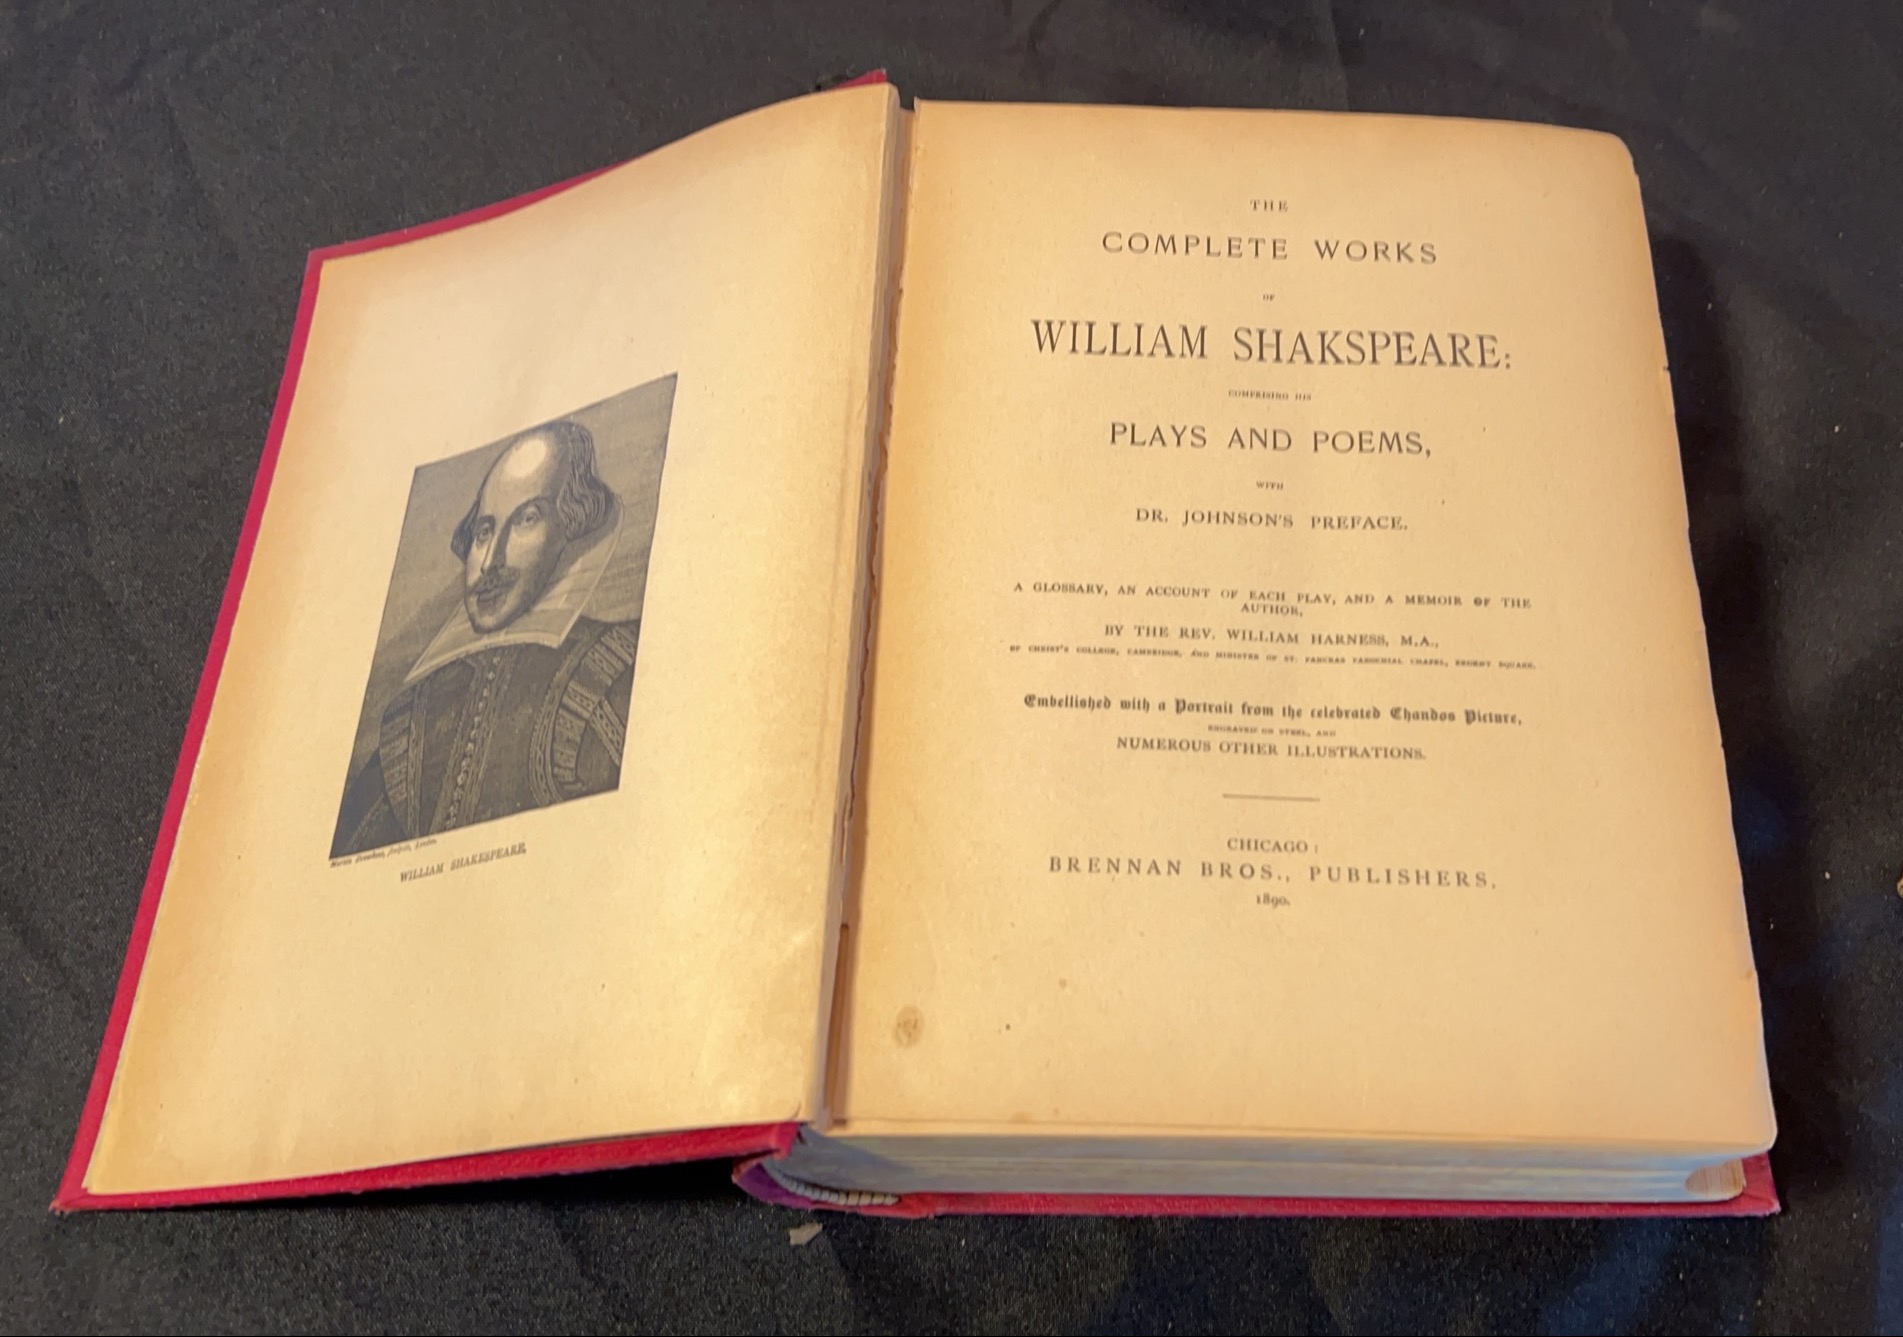 WILLIAM SHAKESPEARE
THE
COMPLETE WORKS
OF
WILLIAM SHAKSPEARE:
COMPRISING HIS
PLAYS AND POEMS,
WITH
DR. JOHNSON'S PREFACE.
A GLOSSARY, AN ACCOUNT OF EACH PLAY, AND A MEMOIR OF THE
AUTHOR,
BY THE REV. WILLIAM HARNESS, M.A.,
OF CHRIST'S COLLEGE, CAMBRIDGE, AND MINISTER OF ST. PANCRAS PAROCHIAL CHAPEL, REGENT SQUARE.
Embellished with a Portrait from the celebrated Chandos Picture,
ENGRAVED ON STEEL, AND
NUMEROUS OTHER ILLUSTRATIONS.
CHICAGO:
BRENNAN BROS., PUBLISHERS,
1890.